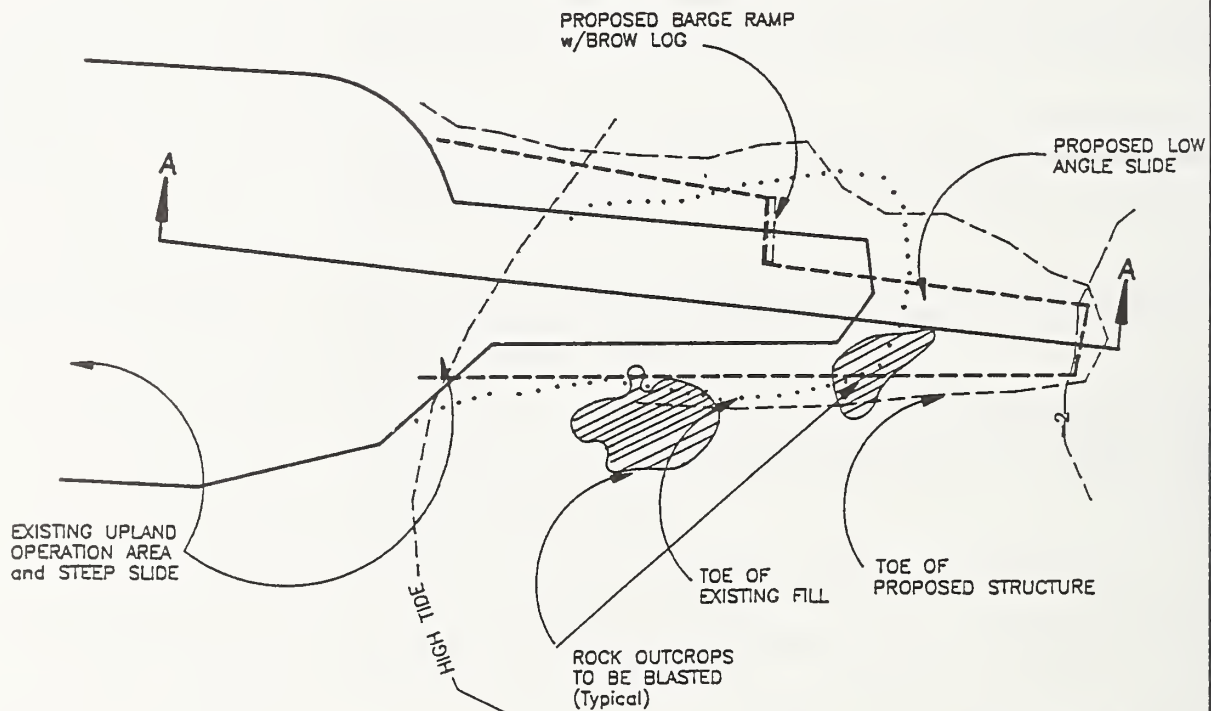 PROPOSED BARGE RAMP
w/BROW LOG
A
PROPOSED LOW
ANGLE SLIDE
A
2
EXISTING UPLAND
OPERATION AREA
and STEEP SLIDE
HIGH TIDE
TOE OF
EXISTING FILL
TOE OF
PROPOSED STRUCTURE
ROCK OUTCROPS
TO BE BLASTED
(Typical)